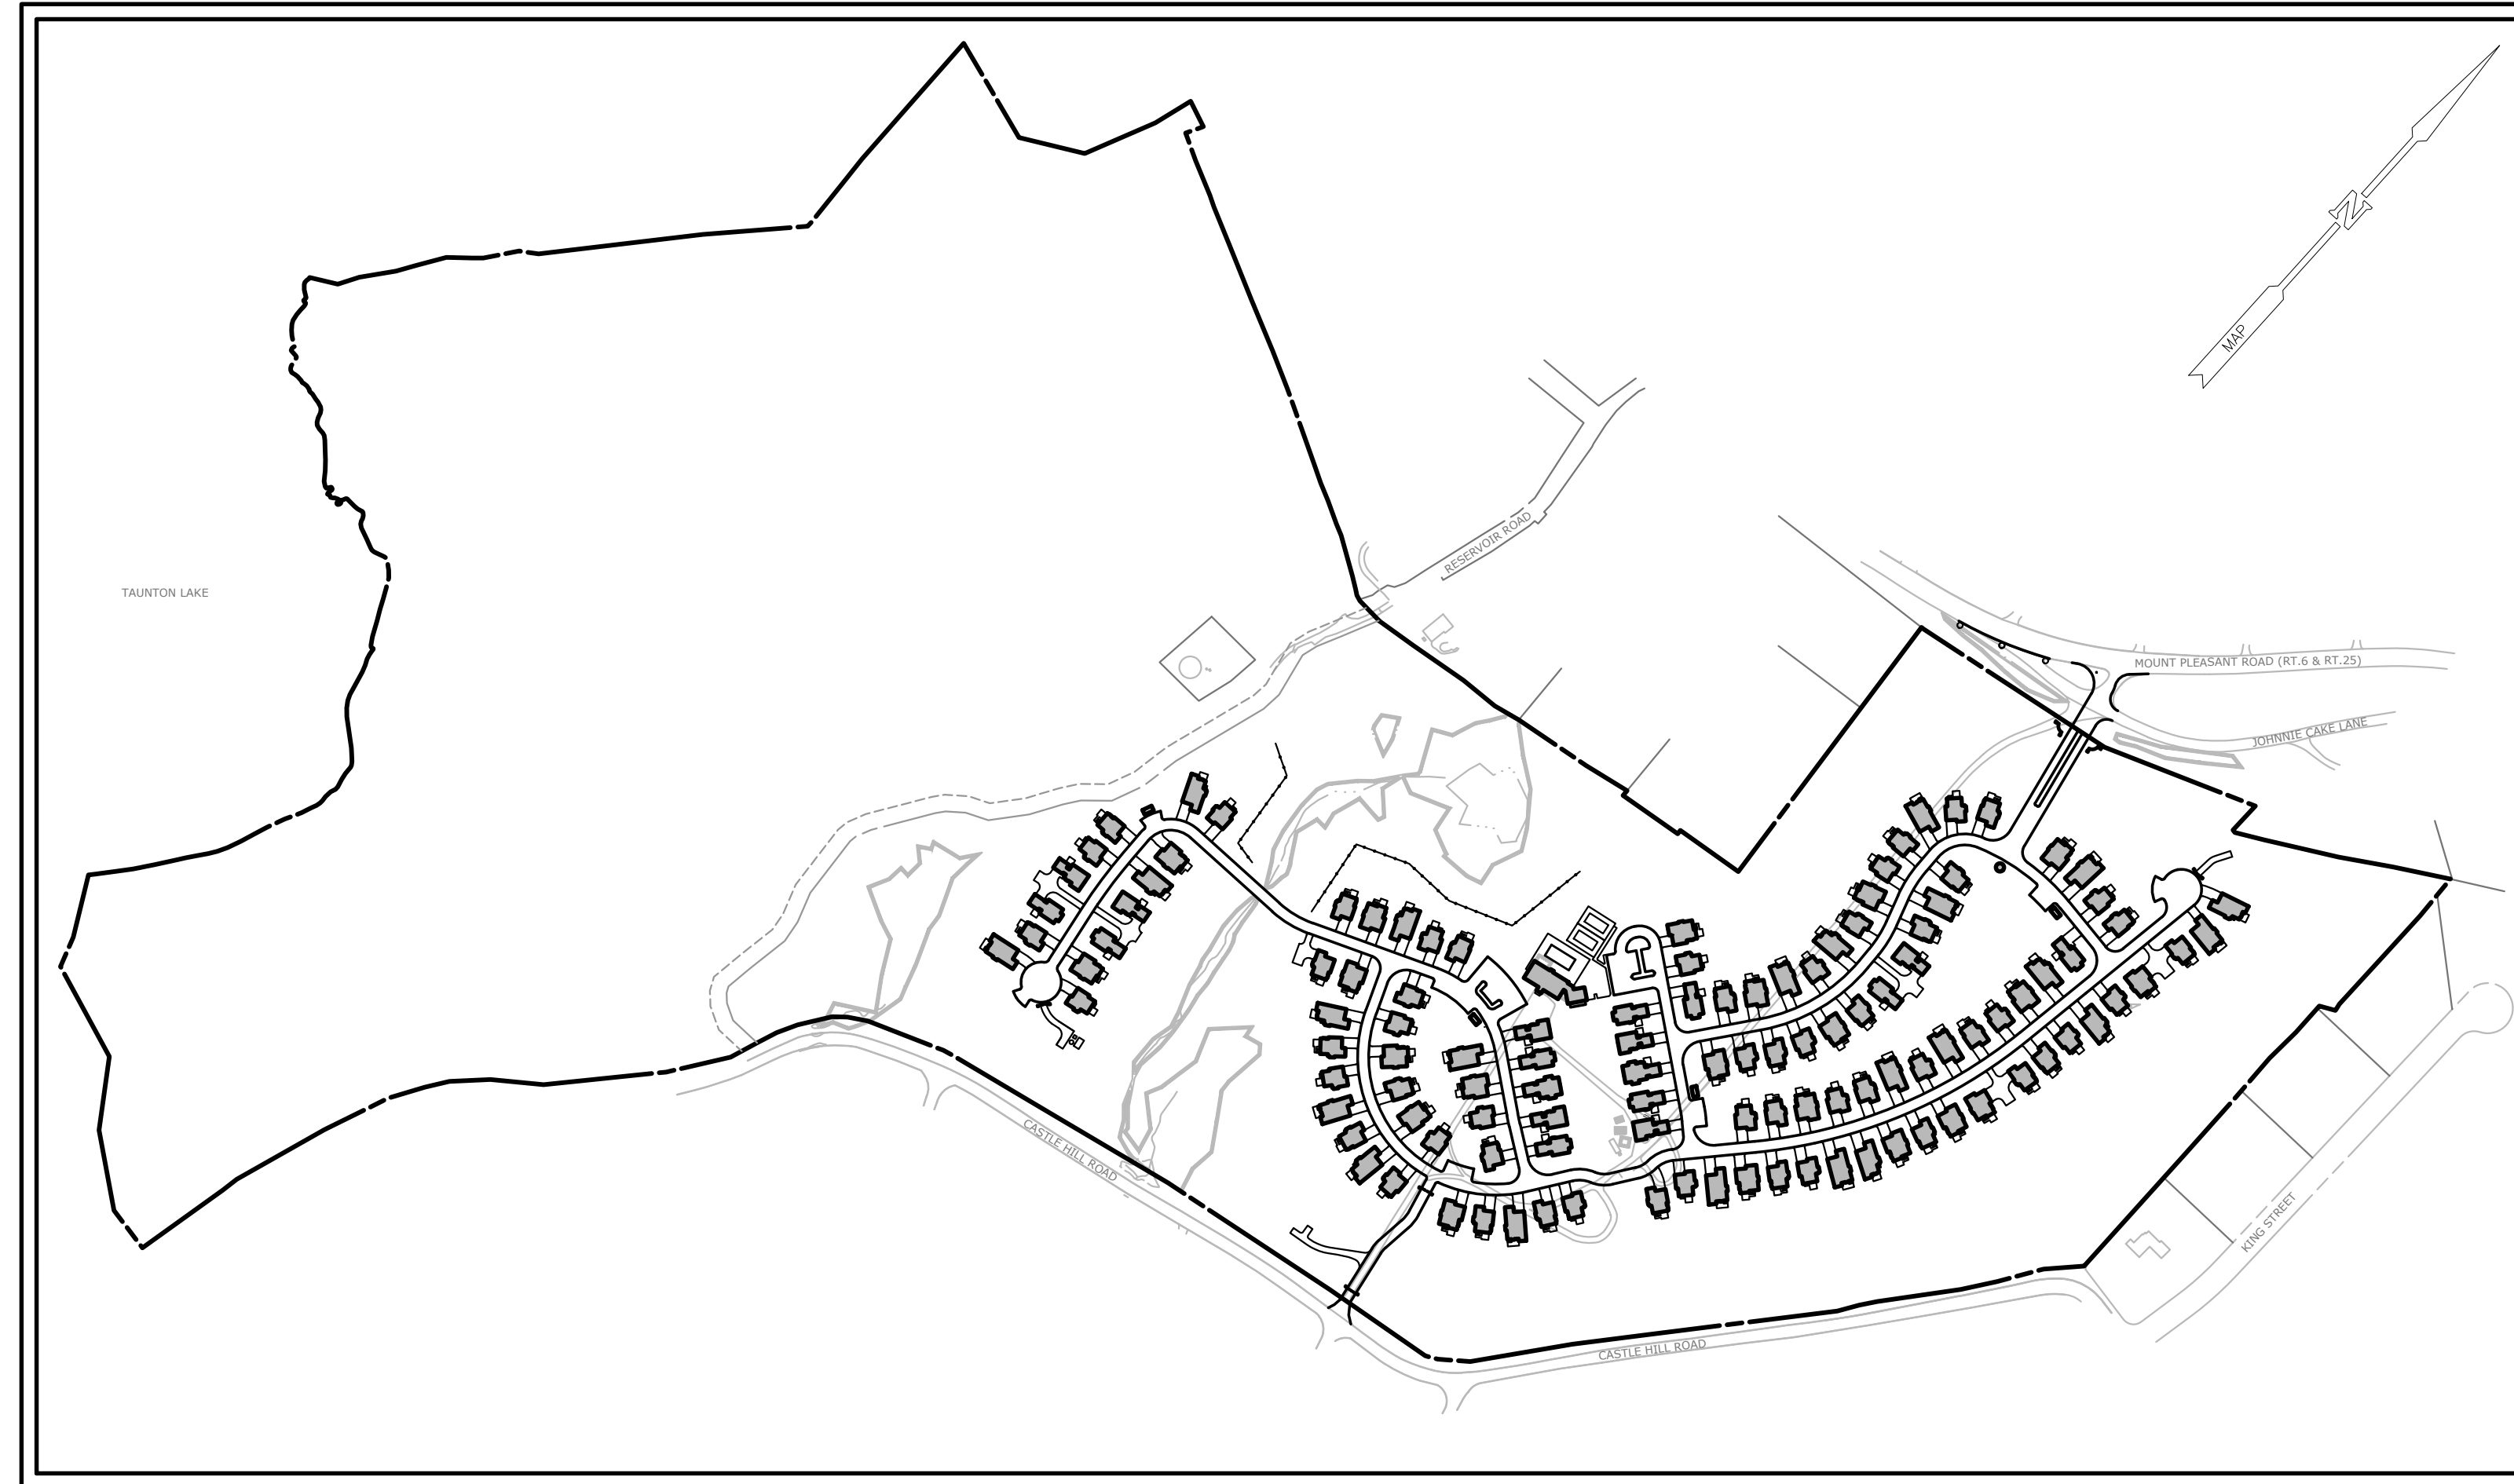 N
MAP
RESERVOIR ROAD
TAUNTON LAKE
MOUNT PLEASANT ROAD (RT.6 & RT.25)
JOHNNIE CAKE LANE
CASTLE HILL ROAD
KING STREET
CASTLE HILL ROAD